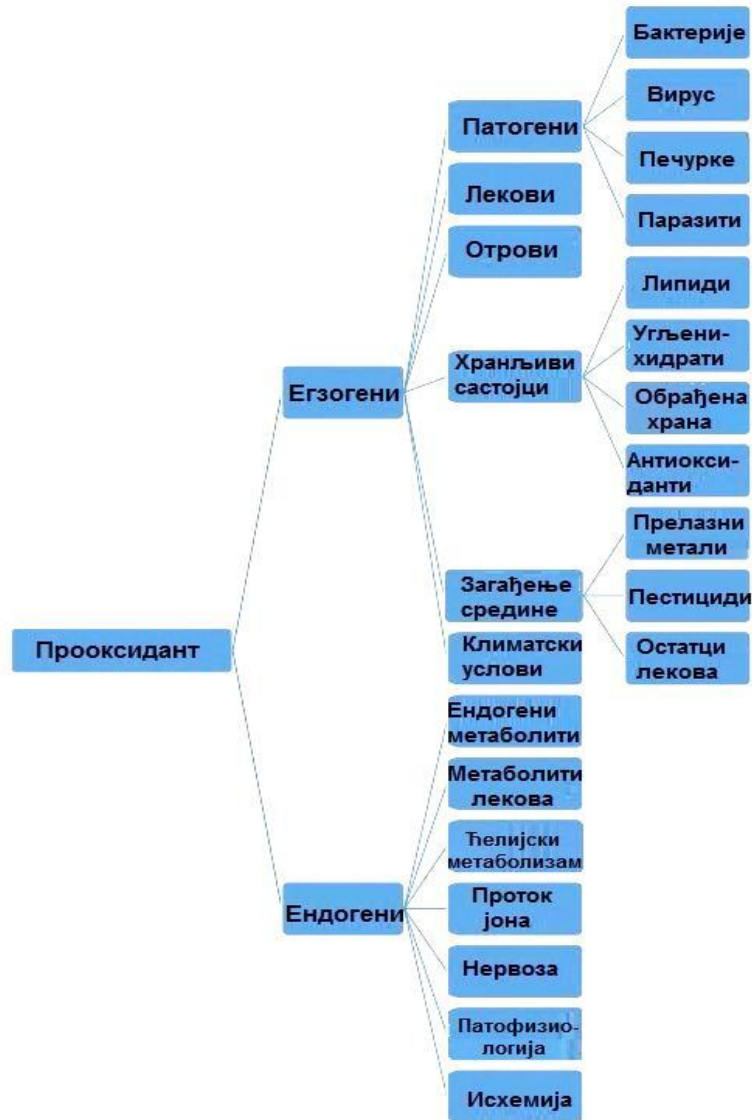 Бактерије
Вирус
Патогени
Печурке
Лекови
Паразити
Отрови
Липиди
Угљени-
хидрати
Хранљиви
састојци
Егзогени
Обрађена
храна
Антиокси-
данти
Прелазни
метали
Загађење
средине
Пестициди
Прооксидант
Климатски
услови
Остатци
лекова
Ендогени
метаболити
Метаболити
лекова
Ћелијски
метаболизам
Ендогени
Проток
јона
Нервоза
Патофизио-
логија
Исхемија